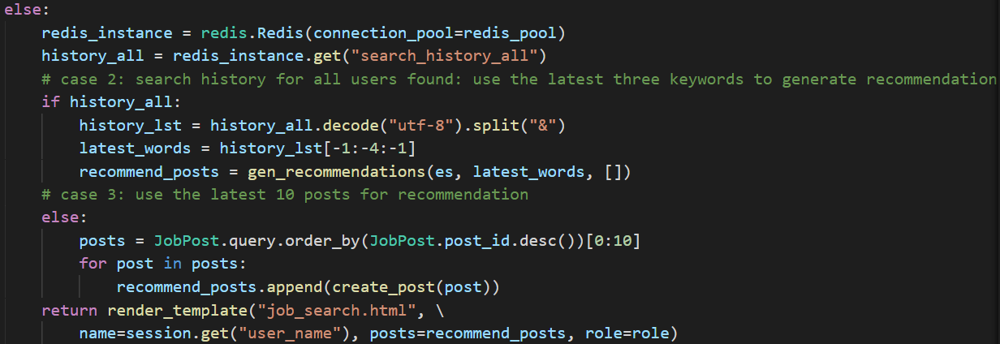 else:
    redis_instance = redis.Redis(connection_pool=redis_pool)
    history_all = redis_instance.get("search_history_all")
    # case 2: search history for all users found: use the latest three keywords to generate recommendation
    if history_all:
        history_lst = history_all.decode("utf-8").split("&")
        latest_words = history_lst[-1:-4:-1]
        recommend_posts = gen_recommendations(es, latest_words, [])
    # case 3: use the latest 10 posts for recommendation
    else:
        posts = JobPost.query.order_by(JobPost.post_id.desc())[0:10]
        for post in posts:
            recommend_posts.append(create_post(post))
    return render_template("job_search.html", \
        name=session.get("user_name"), posts=recommend_posts, role=role)